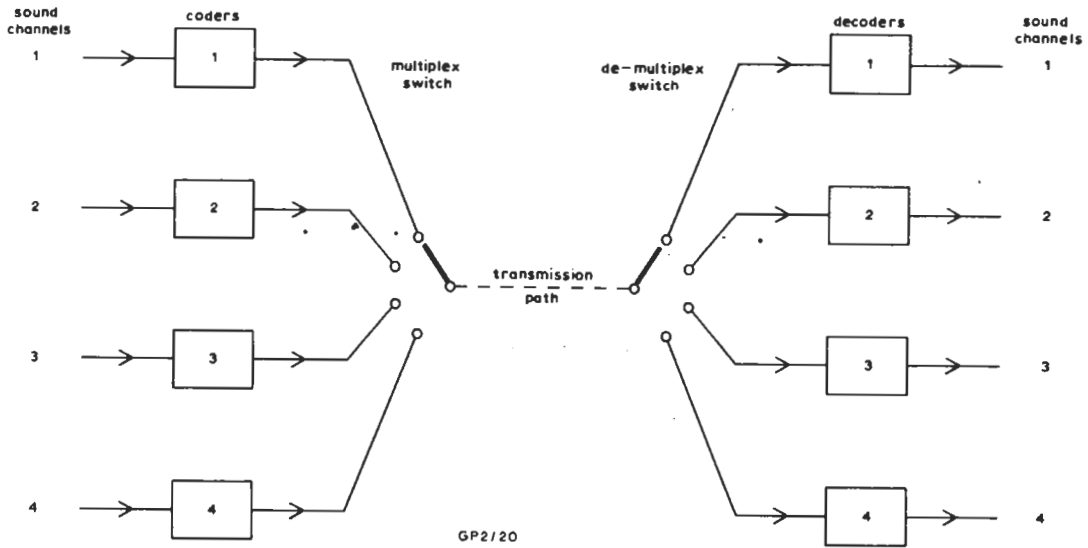 sound
channels
coders
decoders
sound
channels
1
1
multiplex
switch
de-multiplex
switch
1
1
2
2
2
2
transmission
path
3
3
3
3
4
4
4
4
GP2/20